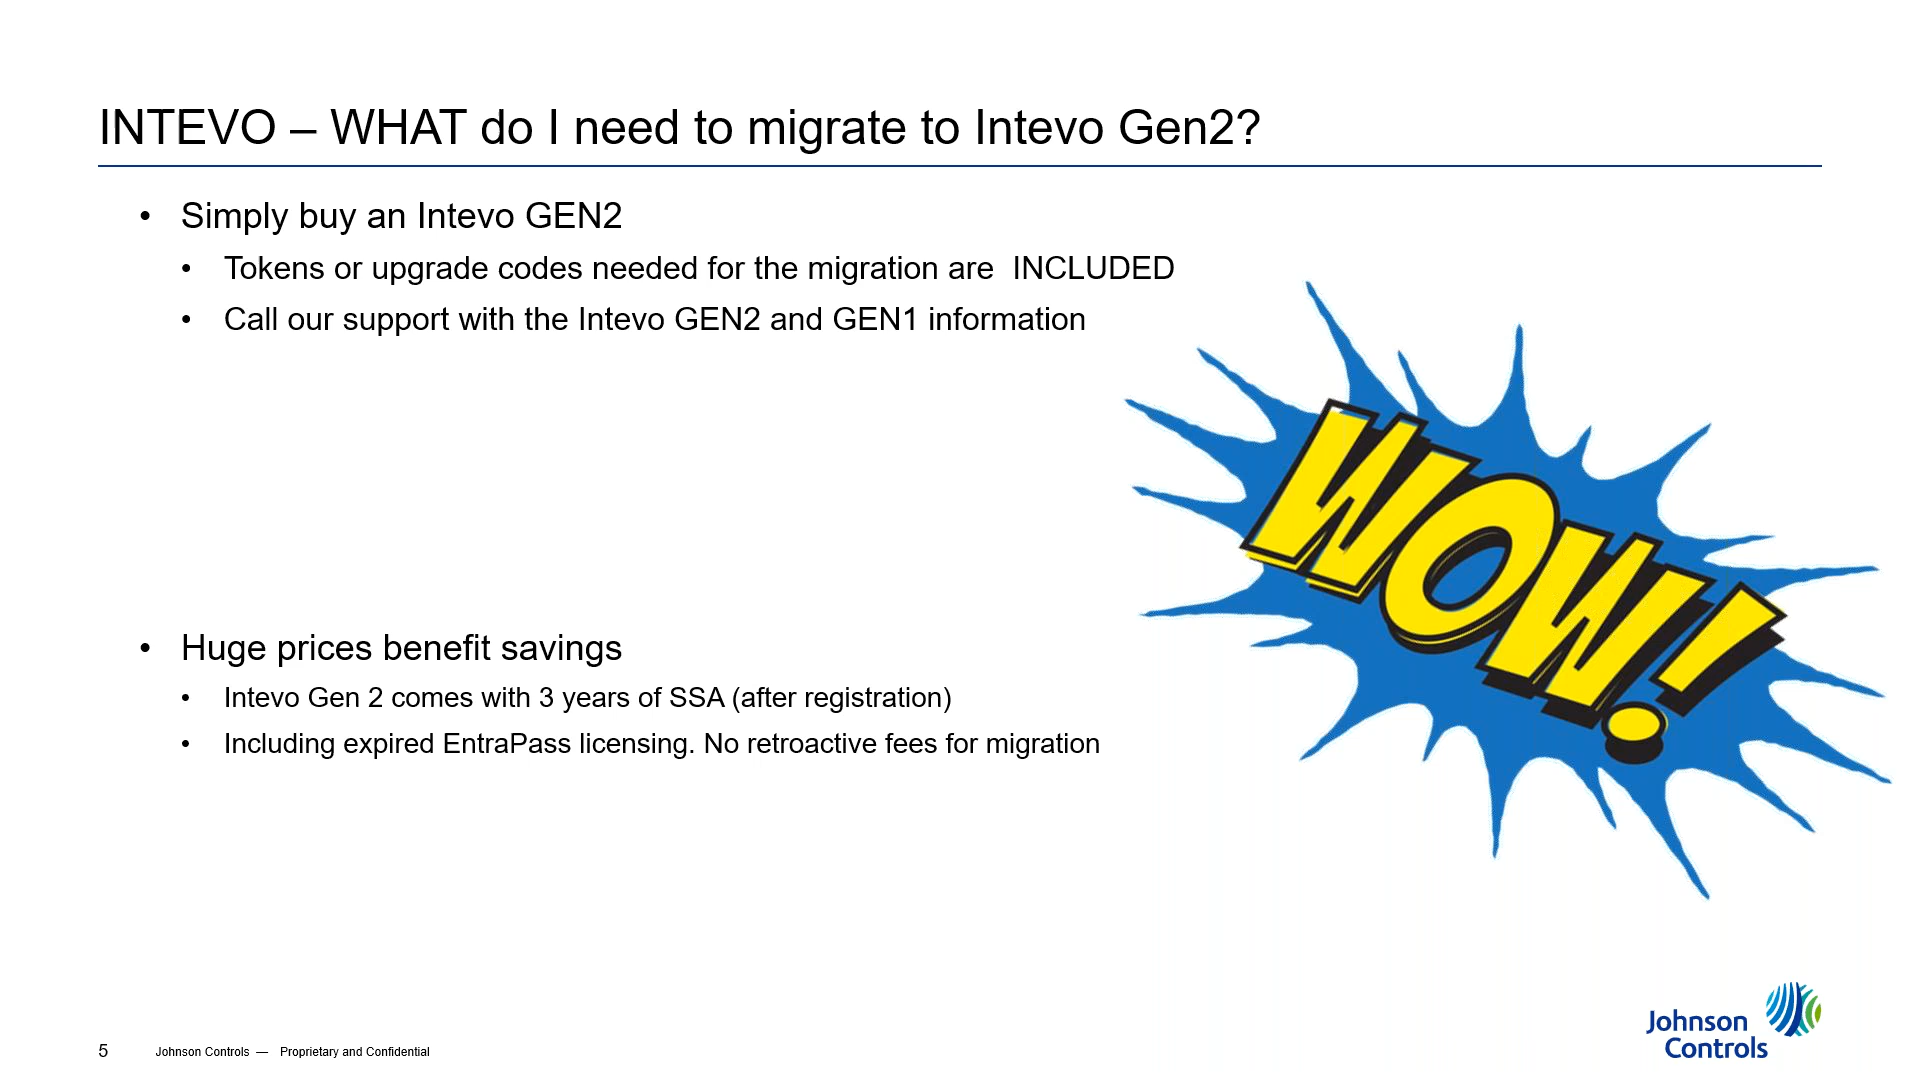 INTEVO – WHAT do I need to migrate to Intevo Gen2?
• Simply buy an Intevo GEN2
• Tokens or upgrade codes needed for the migration are  INCLUDED
• Call our support with the Intevo GEN2 and GEN1 information
WOW!
• Huge prices benefit savings
• Intevo Gen 2 comes with 3 years of SSA (after registration)
• Including expired EntraPass licensing. No retroactive fees for migration
5 Johnson Controls — Proprietary and Confidential
Johnson
Controls